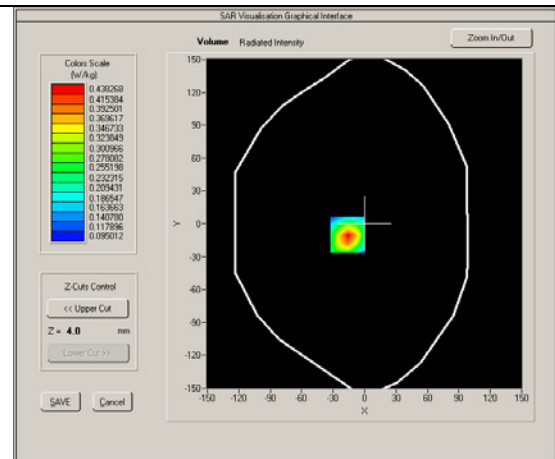 SAR Visualisation Graphical Interface
Volume Radiated Intensity
Zoom In/Out
Colors Scale
(W/kg)
0.438268
0.415384
0.392501
0.369617
0.346733
0.323849
0.300966
0.278082
0.255198
0.232315
0.209431
0.186547
0.163663
0.140780
0.117896
0.095012
Z-Cuts Control
<< Upper Cut
Z = 4.0 mm
Lower Cut >>
SAVE Cancel
150
120
90
60
30
0
-30
-60
-90
-120
-150
Y
-150 -120 -90 -60 -30 0 30 60 90 120 150
X